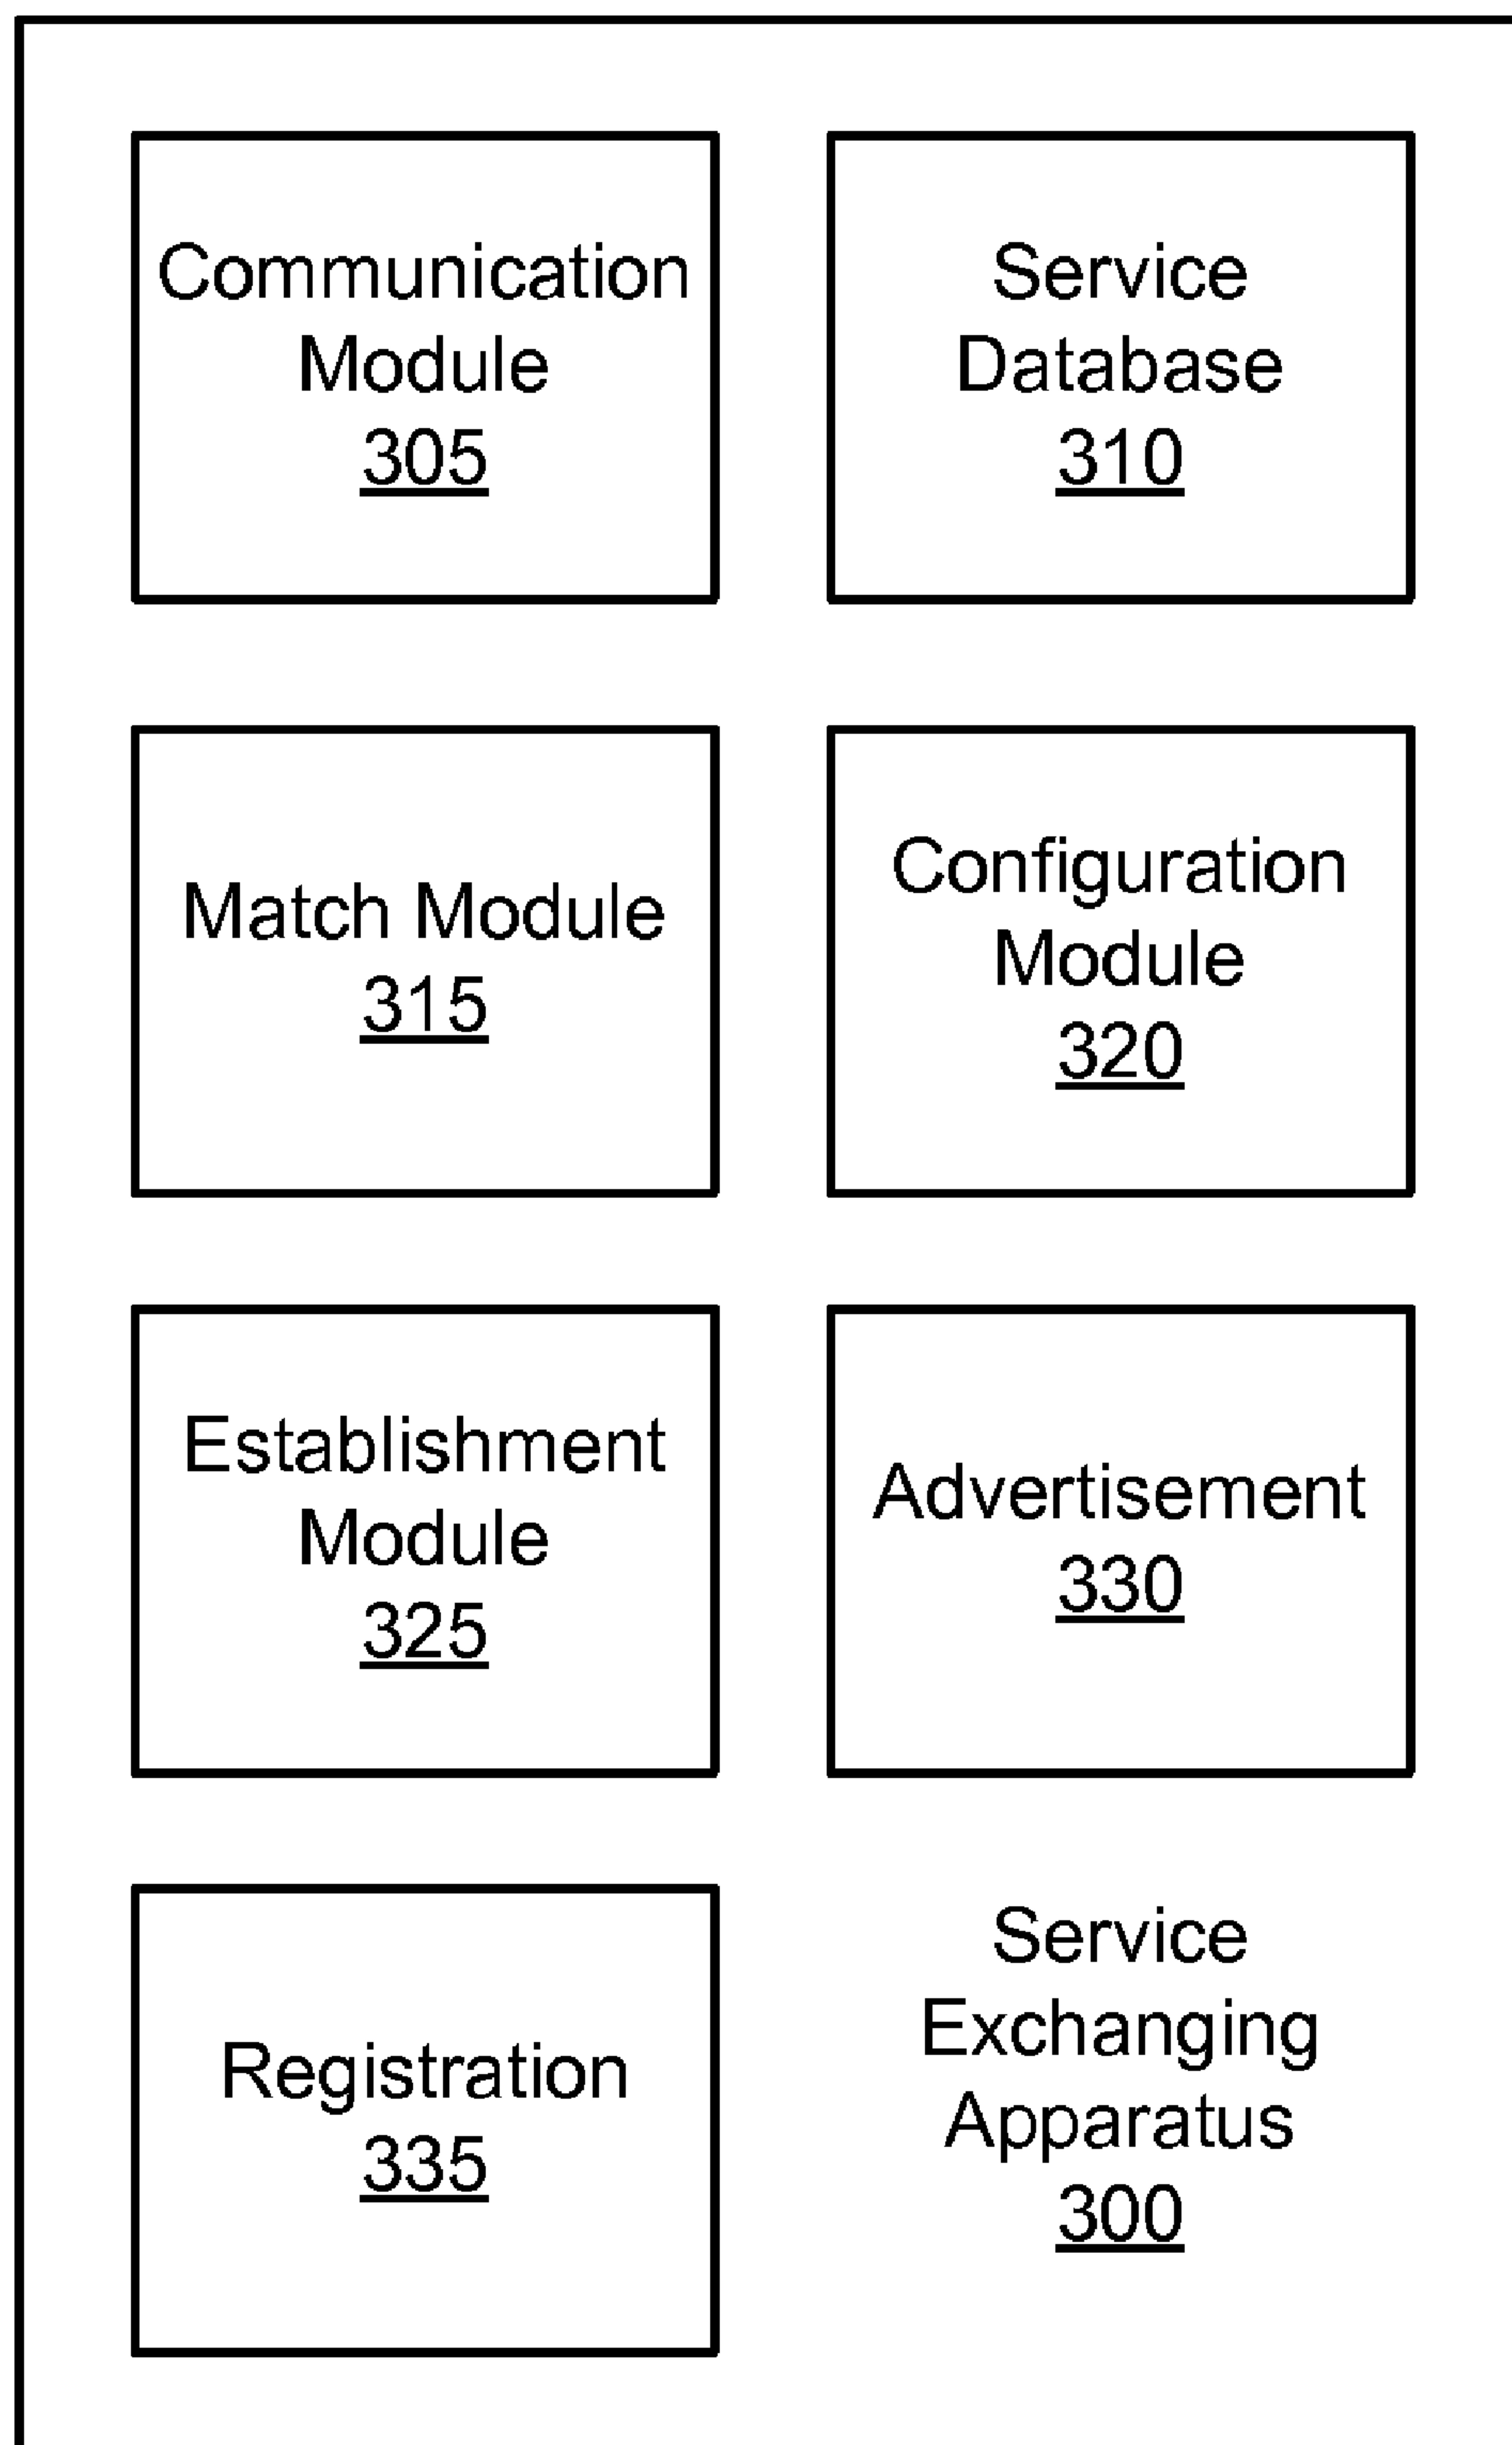 Communication
Module
305
Service
Database
310
Match Module
315
Configuration
Module
320
Establishment
Module
325
Advertisement
330
Registration
335
Service
Exchanging
Apparatus
300